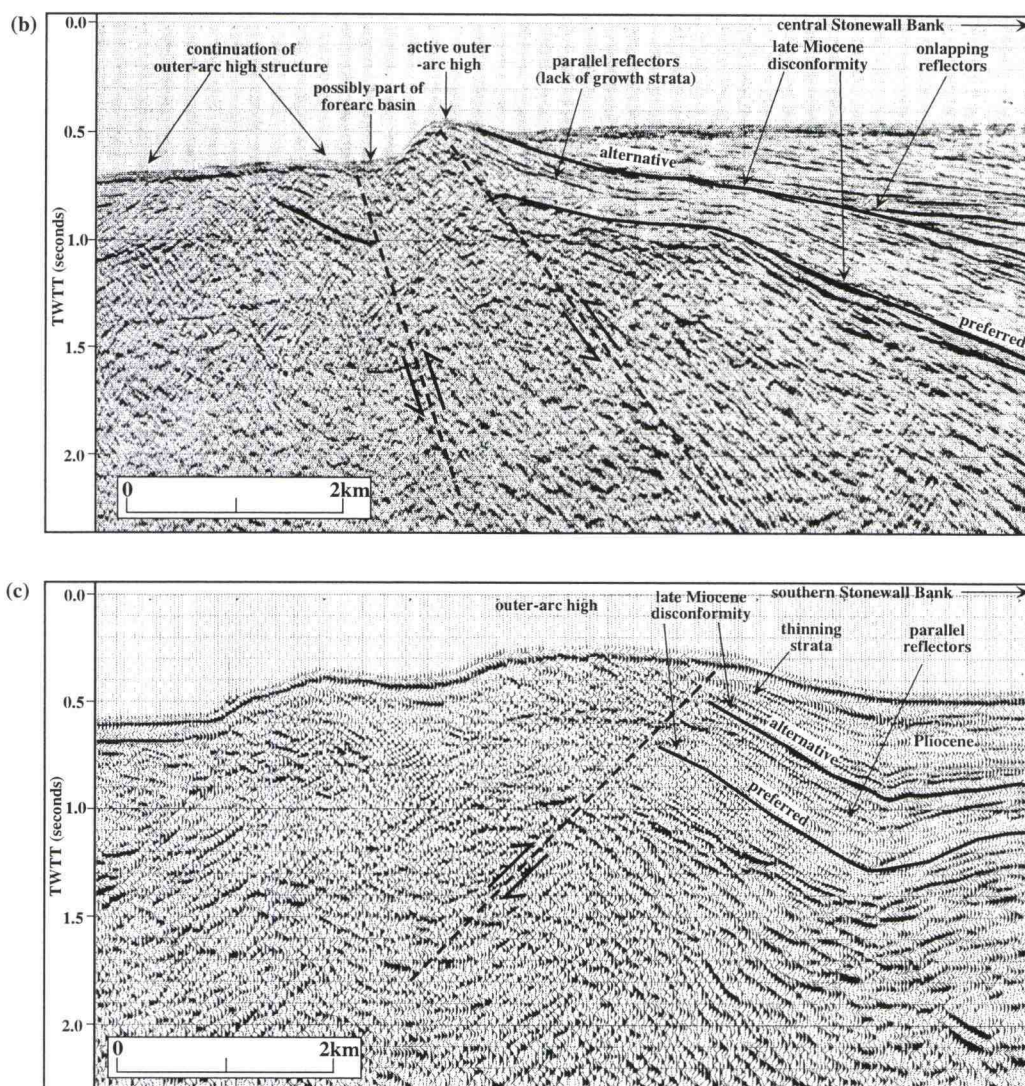 (b)
0.0
central Stonewall Bank
continuation of
outer-arc high structure
active outer
-arc high
possibly part of
forearc basin
parallel reflectors
(lack of growth strata)
late Miocene
disconformity
onlapping
reflectors
0.5
alternative
1.0
preferred
1.5
2.0
TWTT (seconds)
0
2km
(c)
0.0
southern Stonewall Bank
outer-arc high
late Miocene
disconformity
thinning
strata
parallel
reflectors
0.5
alternative
Pliocene
preferred
1.0
1.5
2.0
TWTT (seconds)
0
2km